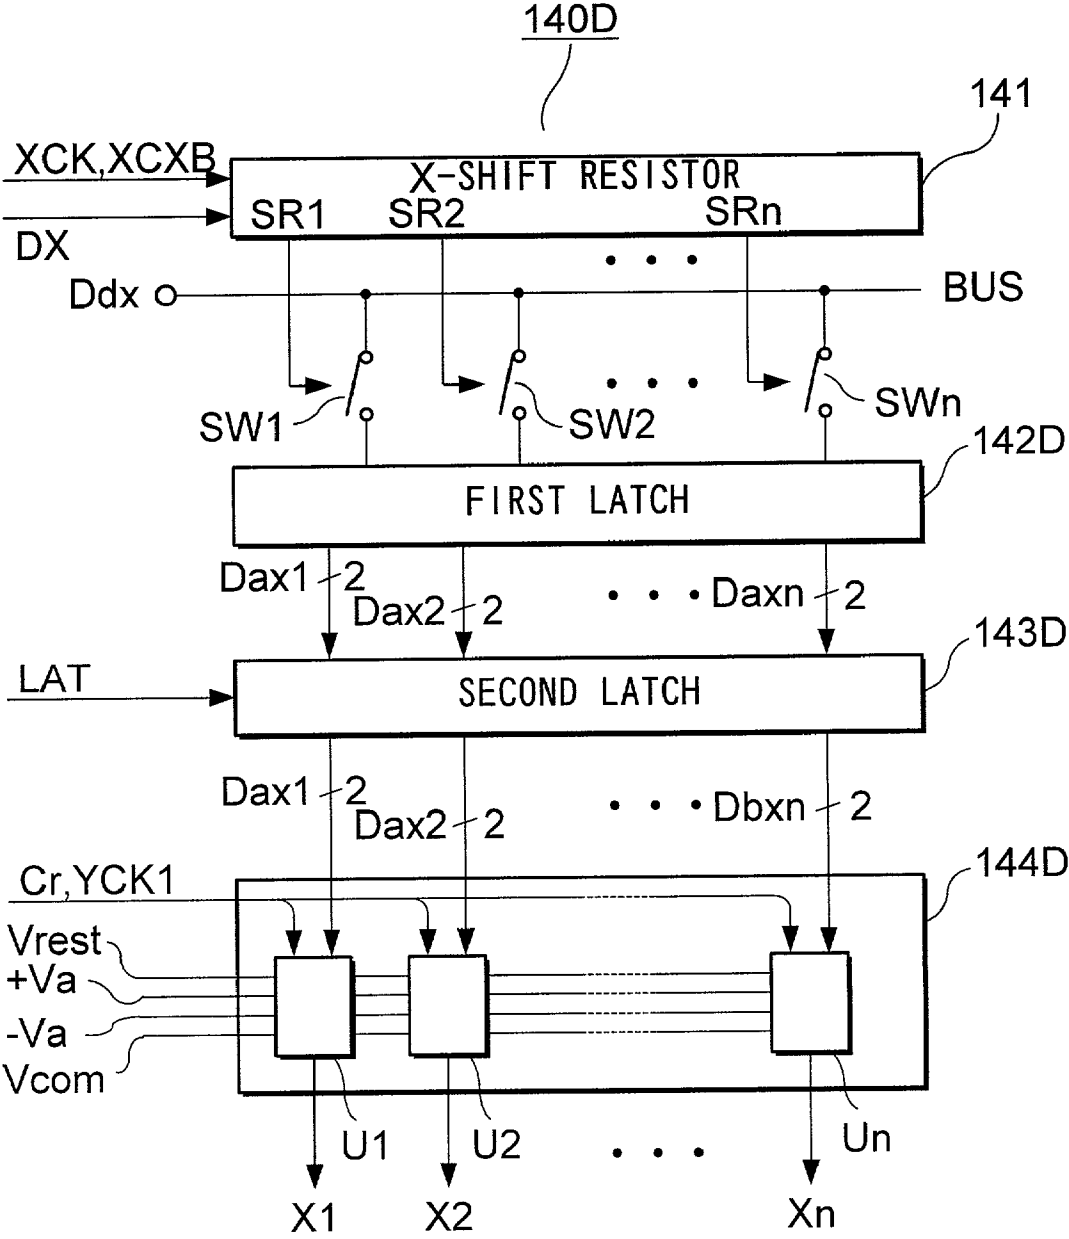 140D
141
XCK,XCXB
X-SHIFT RESISTOR
SR1 SR2 SRn
DX
Ddx BUS
SW1 SW2 SWn
142D
FIRST LATCH
Dax1 2 Dax2 2 Daxn 2
143D
LAT
SECOND LATCH
Dax1 2 Dax2 2 Dbxn 2
144D
Cr,YCK1
Vrest
+Va
-Va
Vcom
U1 U2 Un
X1 X2 Xn